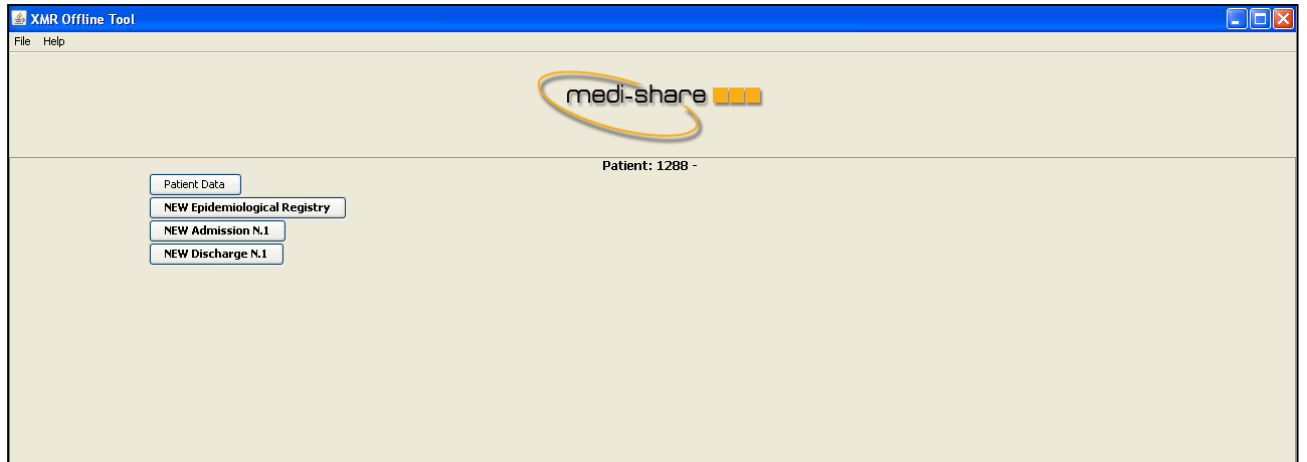 XMR Offline Tool
File Help
medi-share
Patient: 1288 -
Patient Data
NEW Epidemiological Registry
NEW Admission N.1
NEW Discharge N.1